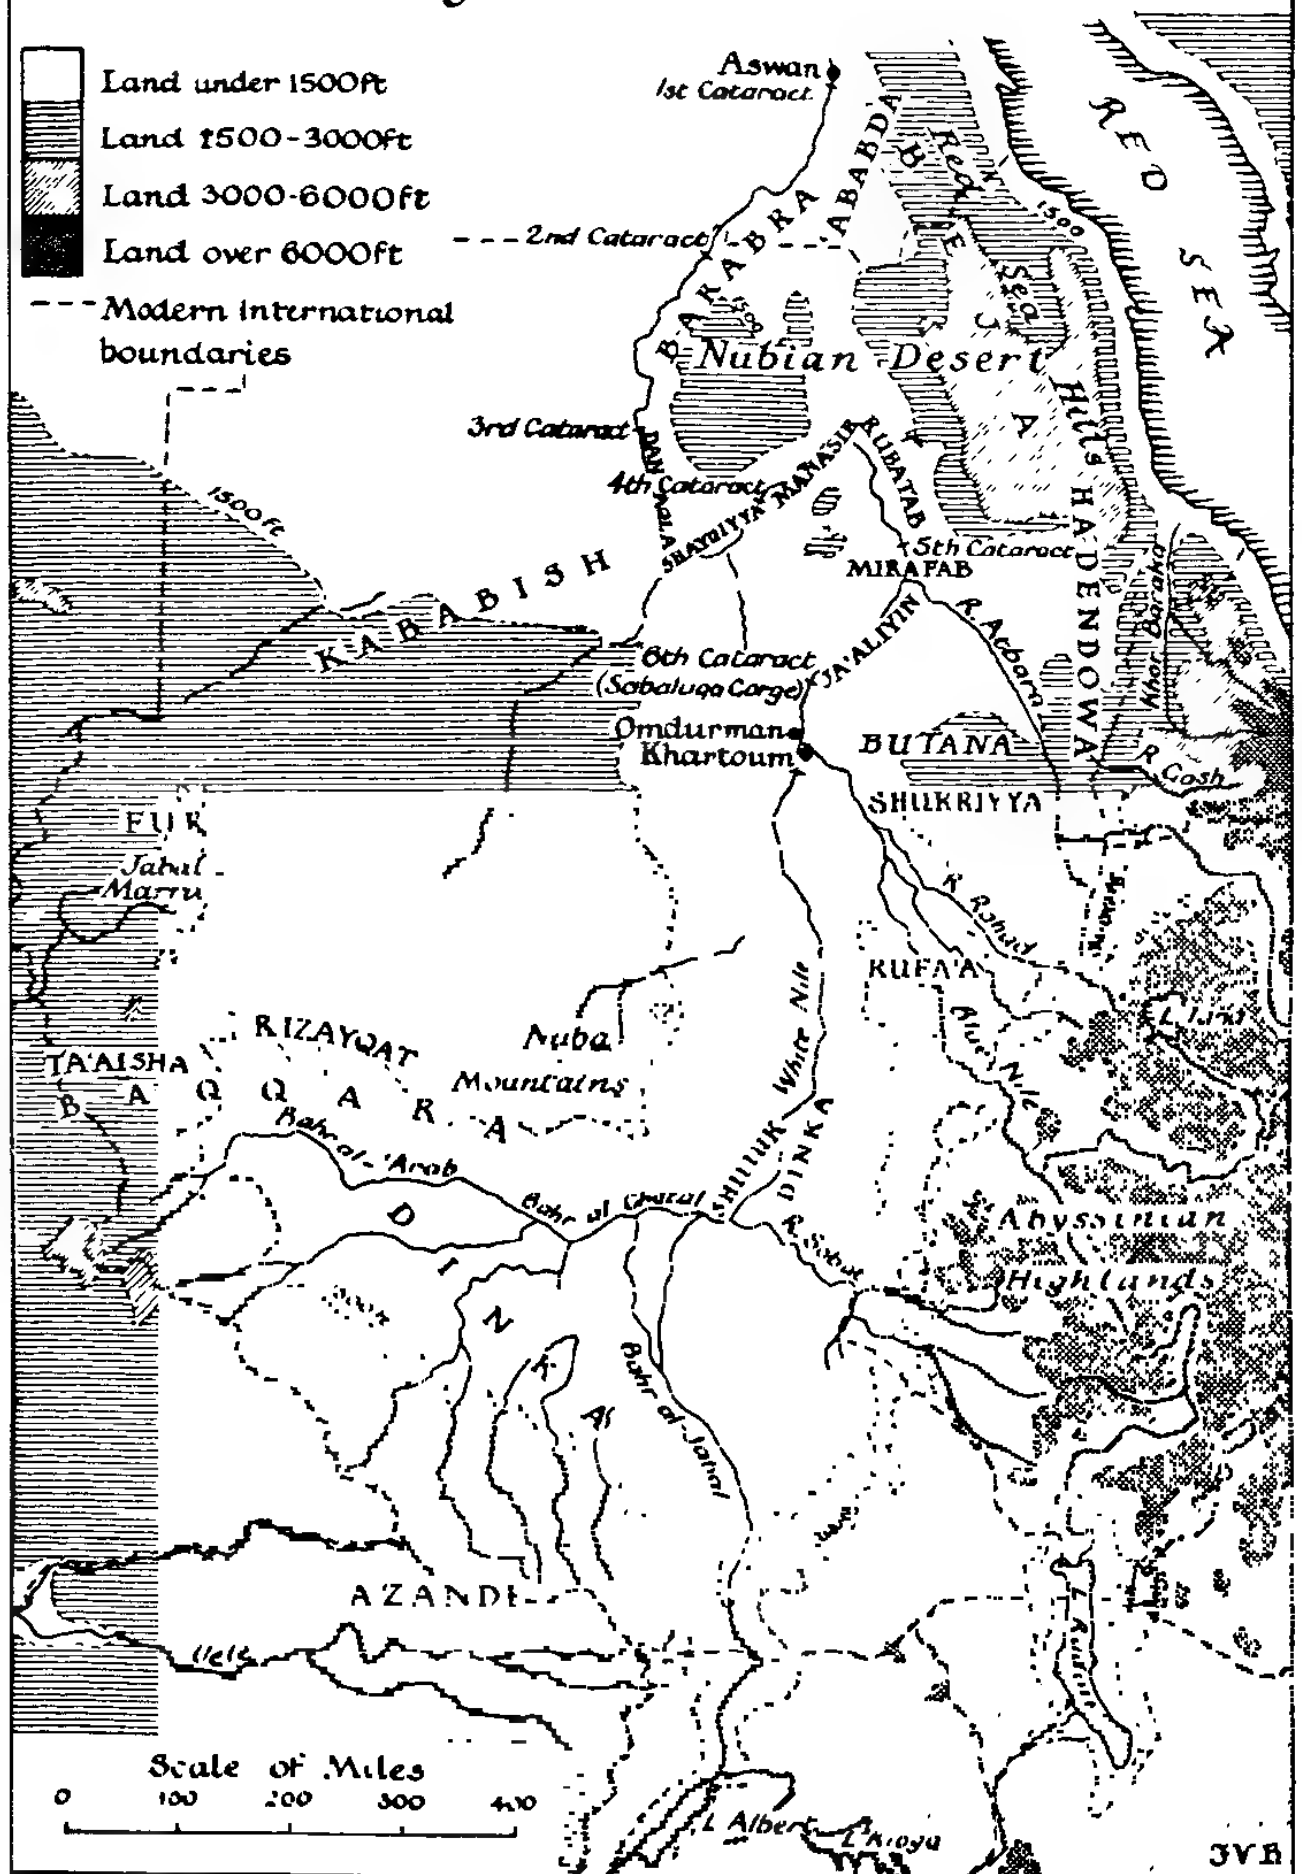 Land under 1500ft
Land 1500-3000ft
Land 3000-6000ft
Land over 6000ft
Modern International
boundaries
Aswan
1st Cataract
RED SEA
'ABABDA
BEJA
Red Sea Hills
BARABRA
2nd Cataract
1500
1500
Nubian Desert
3rd Cataract
DANAQLA
4th Cataract
SHAYQIYYA
MANASIR
RUBATAB
5th Cataract
MIRAFAB
HADENDOWA
Khor Baraka
1500ft
KABABISH
R. Atbara
JA'ALIYIN
6th Cataract
(Sabaluqa Gorge)
Omdurman
Khartoum
BUTANA
R Gash
SHUKRIYYA
FUR
Jabal
Marra
R Rahad
RUFA'A
White Nile
Blue Nile
RIZAYQAT
TA'AISHA
BAQQARA
Nuba
Mountains
Bahr al-'Arab
Bahr al Ghazal
SHILLUK
DINKA
R Sobat
Abyssinian
Highlands
DINKA
Bahr al-Jabal
AZANDE
Uele
L Rudolf
Scale of Miles
0 100 200 300 400
L Albert
L Kioga
JVB